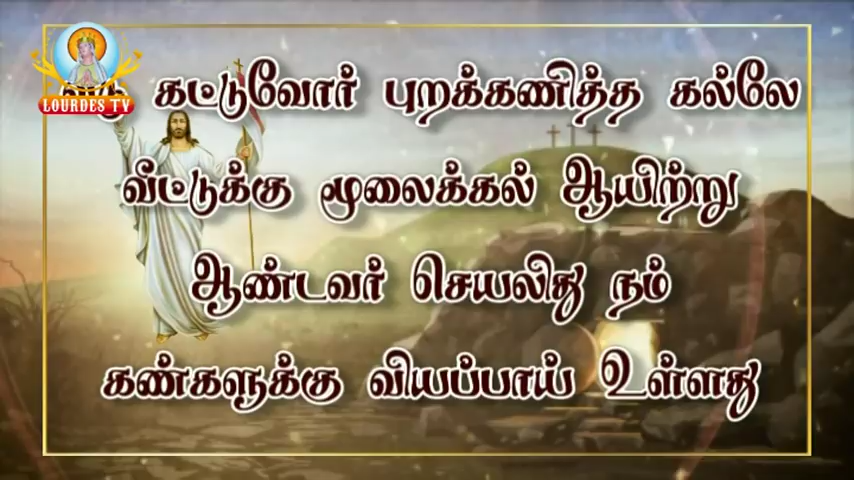 LOURDES TV
கட்டுவோர் புறக்கணித்த கல்லே
வீட்டுக்கு மூலைக்கல் ஆயிற்று
ஆண்டவர் செயலிது நம்
கண்களுக்கு வியப்பாய் உள்ளது